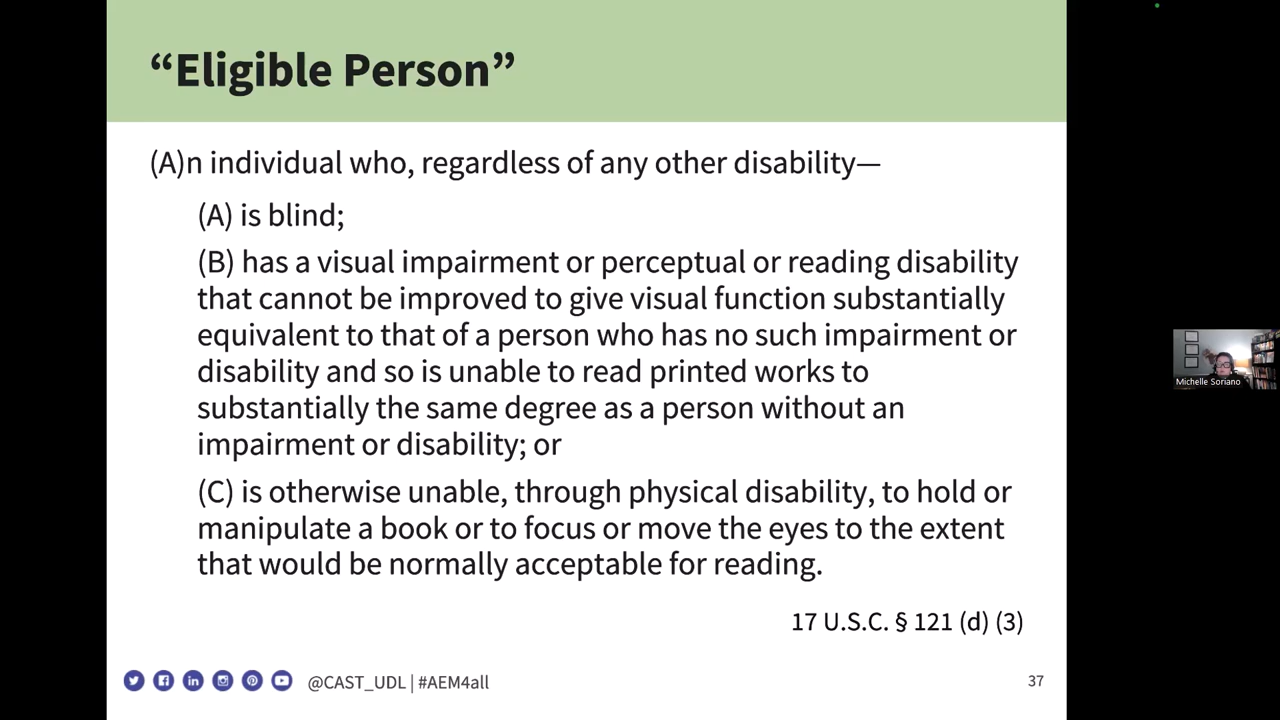 “Eligible Person”
(A)n individual who, regardless of any other disability—
(A) is blind;
(B) has a visual impairment or perceptual or reading disability
that cannot be improved to give visual function substantially
equivalent to that of a person who has no such impairment or
disability and so is unable to read printed works to
substantially the same degree as a person without an
impairment or disability; or
(C) is otherwise unable, through physical disability, to hold or
manipulate a book or to focus or move the eyes to the extent
that would be normally acceptable for reading.
17 U.S.C. § 121 (d) (3)
@CAST_UDL | #AEM4all
37
Michelle Soriano